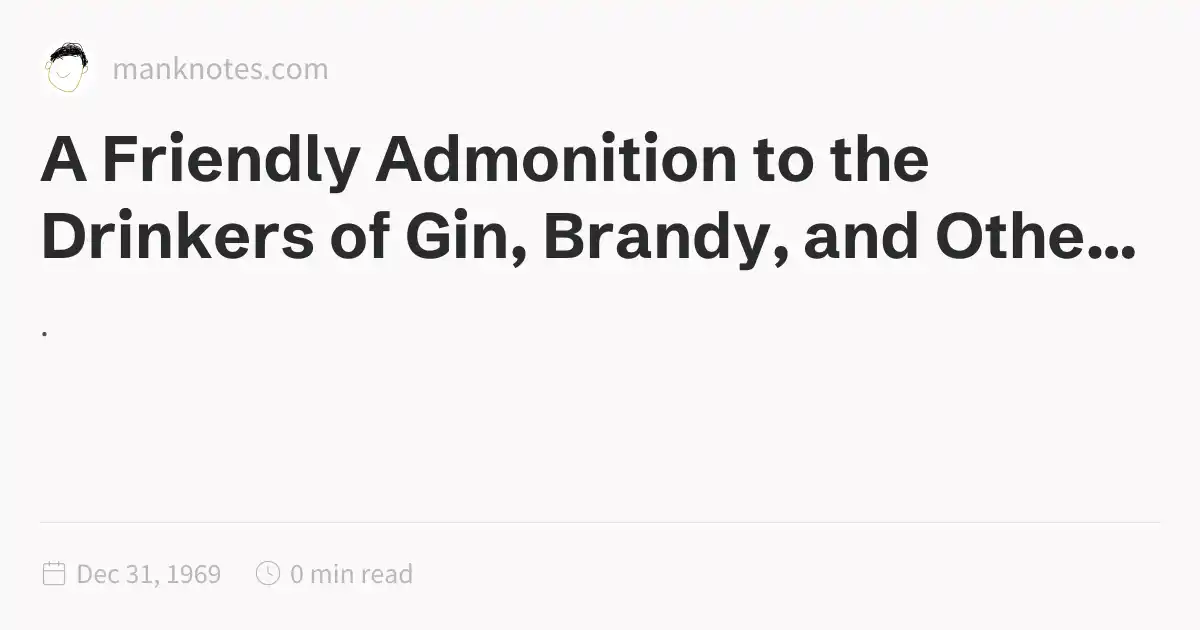 manknotes.com
A Friendly Admonition to the
Drinkers of Gin, Brandy, and Othe...
.
Dec 31, 1969 0 min read